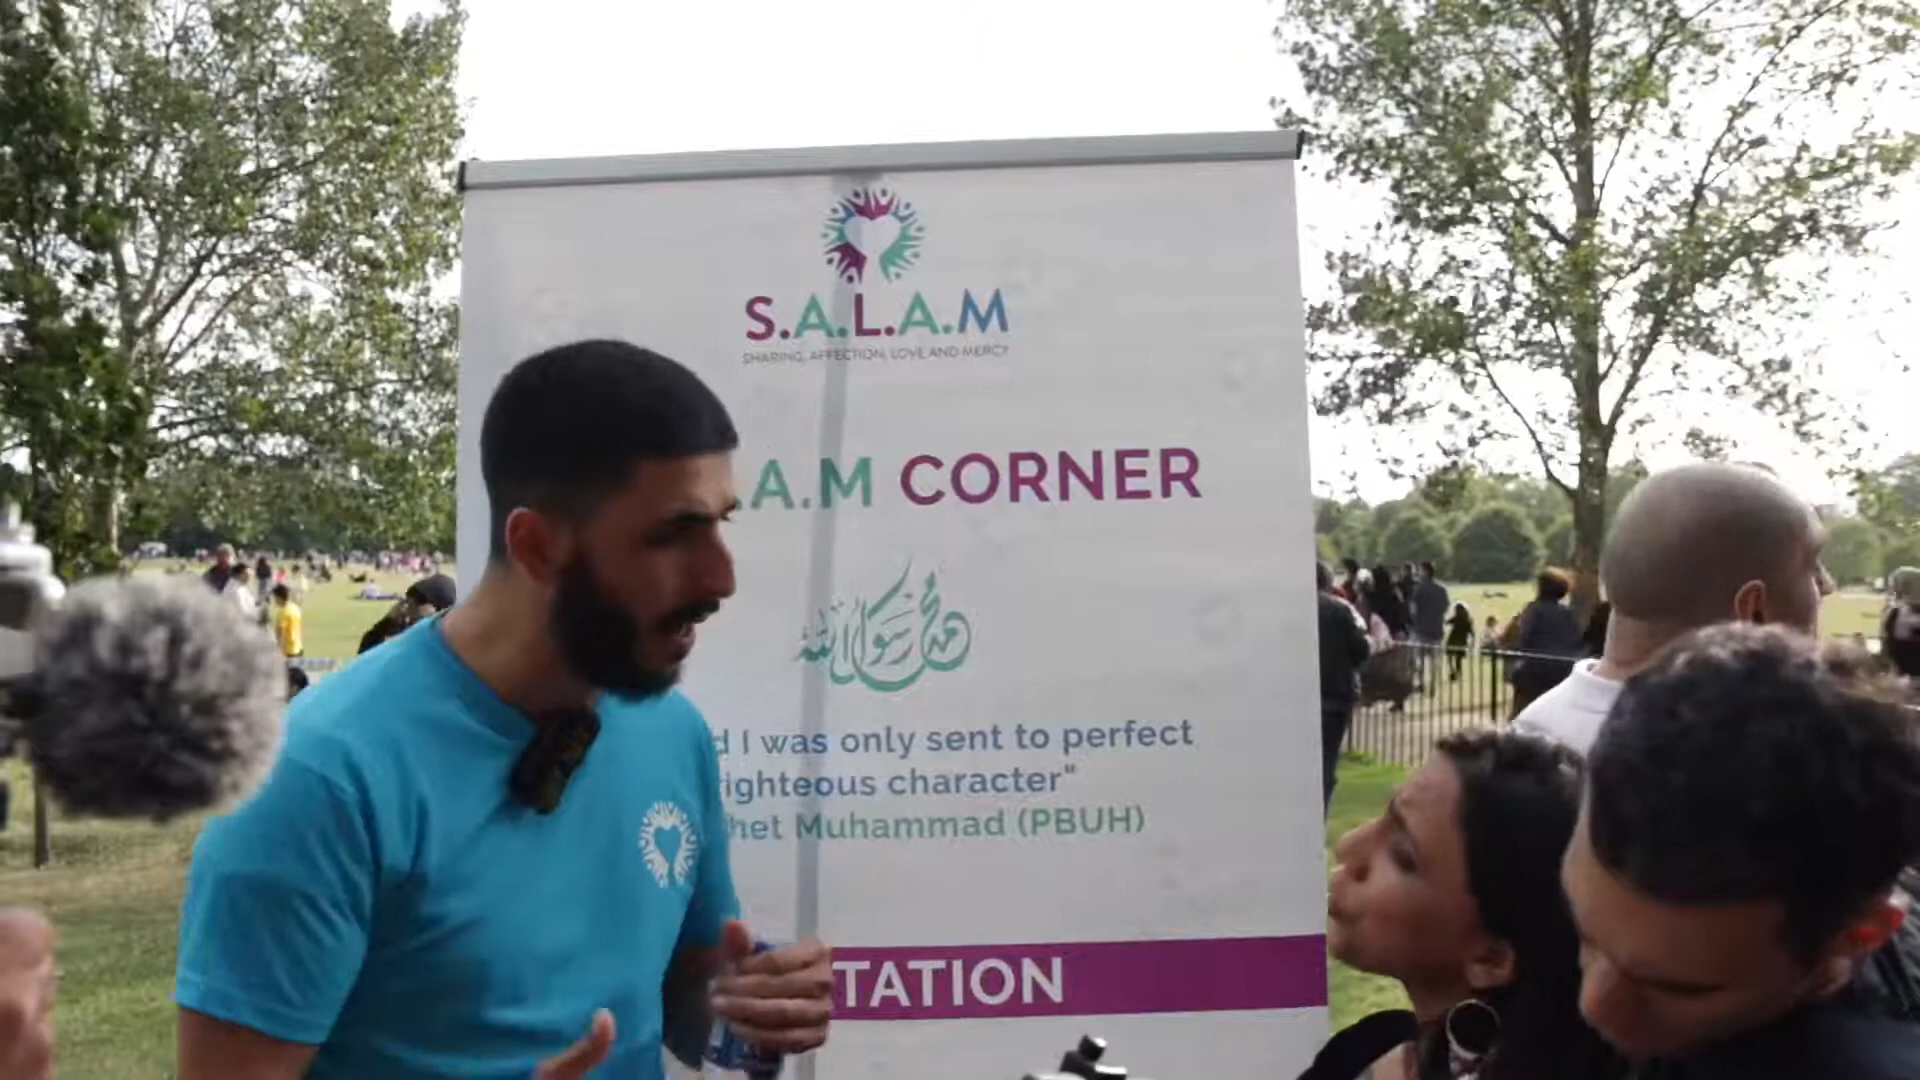 S.A.L.A.M
SHARING, AFFECTION, LOVE AND MERCY
A.M CORNER
محمد رسول الله
I was only sent to perfect
righteous character"
Muhammad (PBUH)
TATION